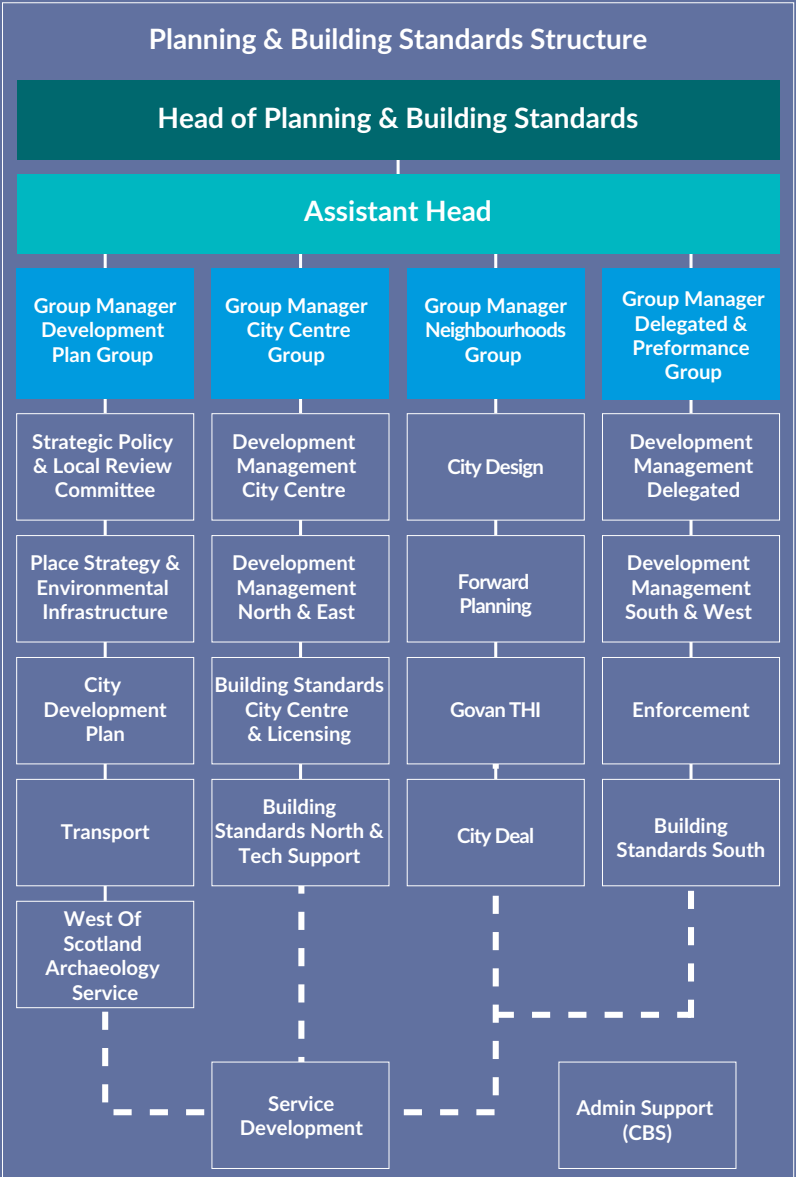 Planning & Building Standards Structure
Head of Planning & Building Standards
Assistant Head
Group Manager
Development
Plan Group
Group Manager
City Centre
Group
Group Manager
Neighbourhoods
Group
Group Manager
Delegated &
Preformance
Group
Strategic Policy
& Local Review
Committee
Development
Management
City Centre
City Design
Development
Management
Delegated
Place Strategy &
Environmental
Infrastructure
Development
Management
North & East
Forward
Planning
Development
Management
South & West
City
Development
Plan
Building Standards
City Centre
& Licensing
Govan THI
Enforcement
Transport
Building
Standards North &
Tech Support
City Deal
Building
Standards South
West Of
Scotland
Archaeology
Service
Service
Development
Admin Support
(CBS)